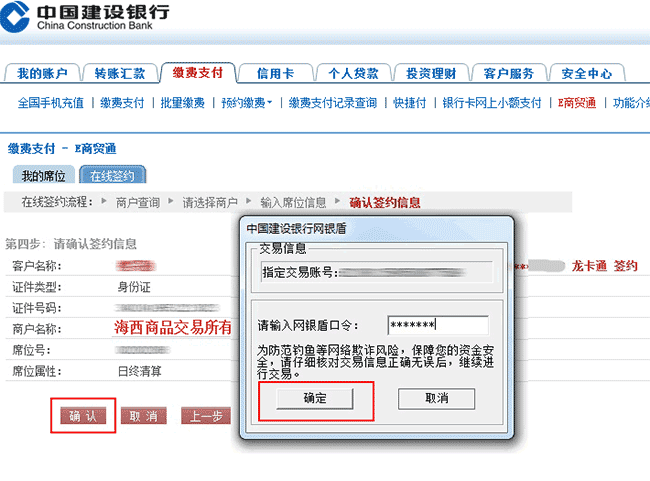 中国建设银行
China Construction Bank
我的账户 转账汇款 缴费支付 信用卡 个人贷款 投资理财 客户服务 安全中心
全国手机充值 | 缴费支付 | 批量缴费 | 预约缴费 | 缴费支付记录查询 | 快捷付 | 银行卡网上小额支付 | E商贸通 | 功能介绍
缴费支付 - E商贸通
我的席位 在线签约
在线签约流程： 商户查询 请选择商户 输入席位信息 确认签约信息
第四步：请确认签约信息
客户名称：
** 龙卡通 签约
证件类型： 身份证
证件号码：
商户名称： 海西商品交易所有
席位号：
席位属性： 日终清算
确 认 取 消 上一步
中国建设银行网银盾
交易信息
指定交易账号：
请输入网银盾口令： *******
为防范钓鱼等网络欺诈风险，保障您的资金安
全，请仔细核对交易信息正确无误后，继续进
行交易。
确定 取消